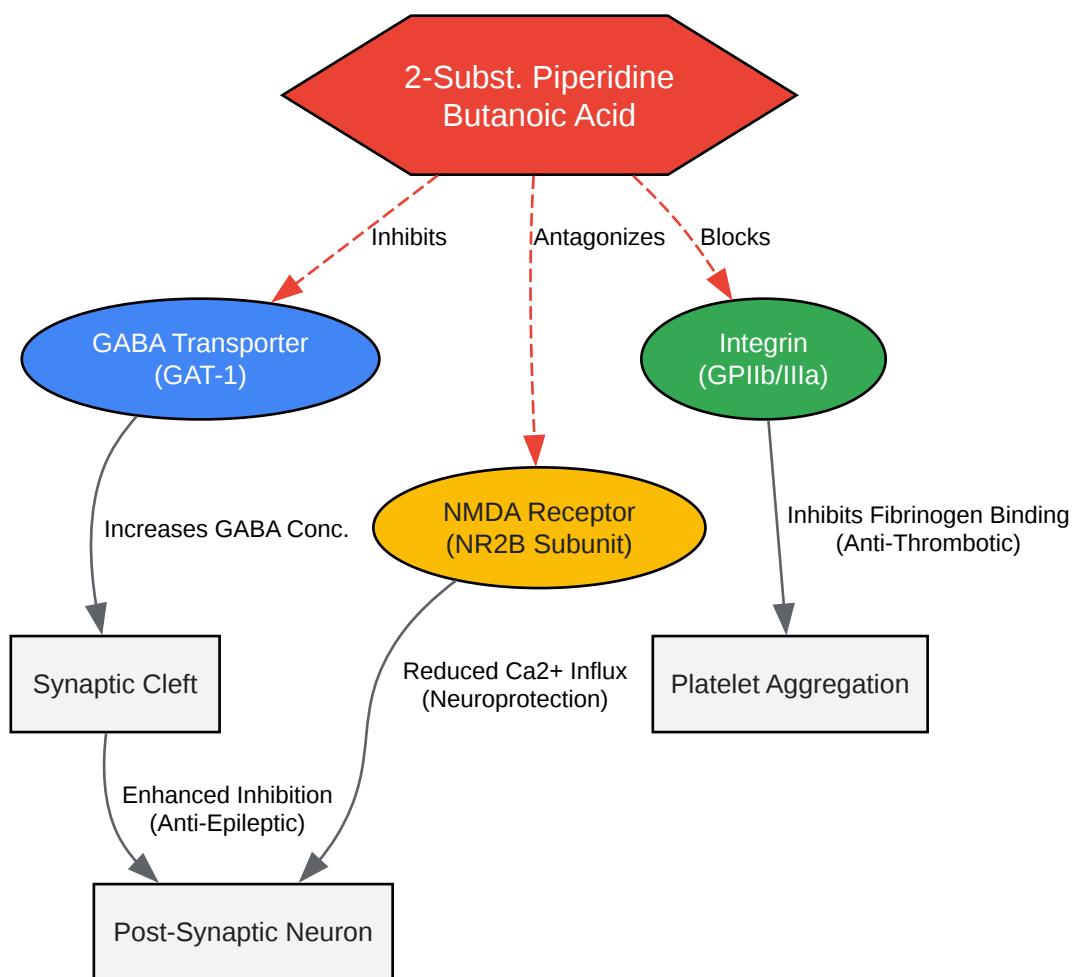 2-Subst. Piperidine
Butanoic Acid
Inhibits
Antagonizes
Blocks
GABA Transporter
(GAT-1)
Integrin
(GPIIb/IIIa)
Increases GABA Conc.
NMDA Receptor
(NR2B Subunit)
Inhibits Fibrinogen Binding
(Anti-Thrombotic)
Synaptic Cleft
Reduced Ca2+ Influx
(Neuroprotection)
Platelet Aggregation
Enhanced Inhibition
(Anti-Epileptic)
Post-Synaptic Neuron